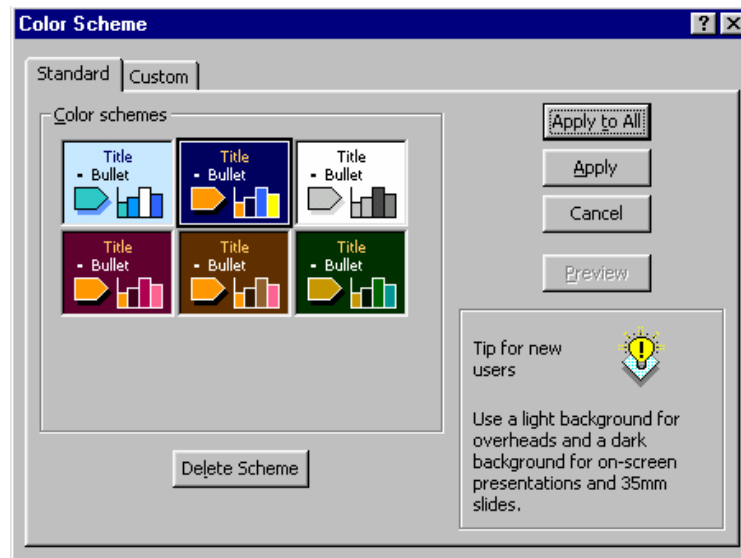 Color Scheme
Standard
Custom
Color schemes
Title
- Bullet
Title
- Bullet
Title
- Bullet
Title
- Bullet
Title
- Bullet
Title
- Bullet
Delete Scheme
Apply to All
Apply
Cancel
Preview
Tip for new
users
Use a light background for
overheads and a dark
background for on-screen
presentations and 35mm
slides.